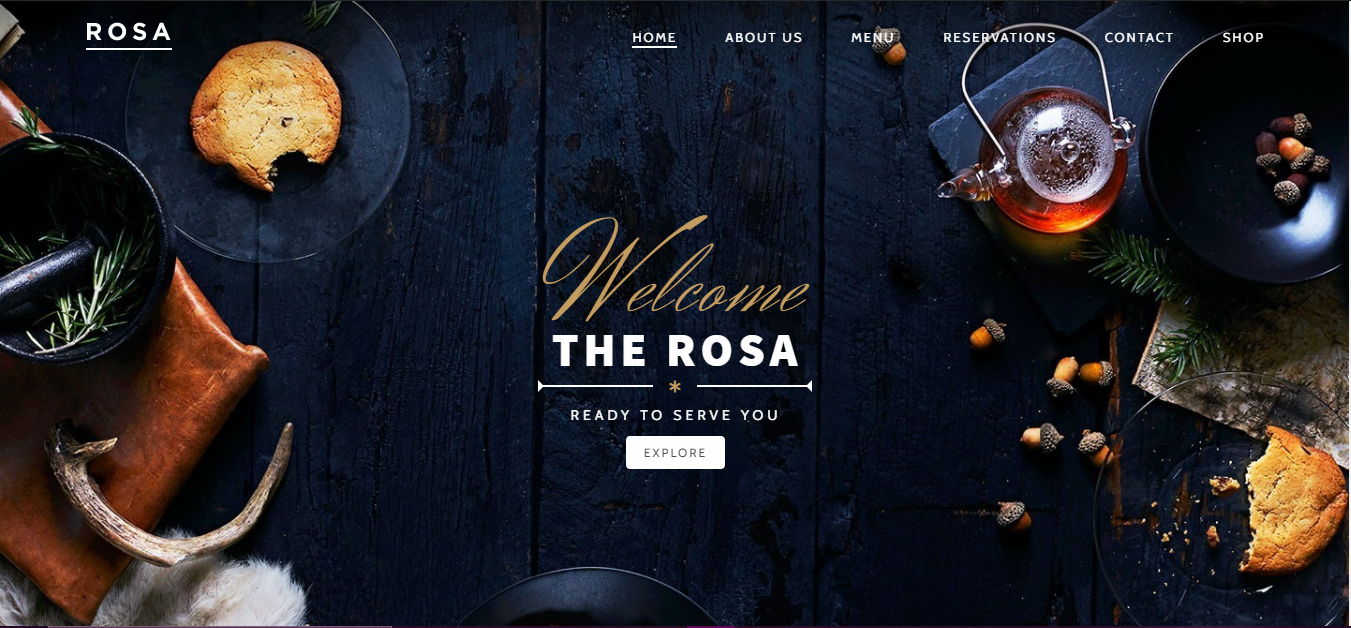 ROSA
HOME ABOUT US MENU RESERVATIONS CONTACT SHOP
Welcome
THE ROSA
READY TO SERVE YOU
EXPLORE